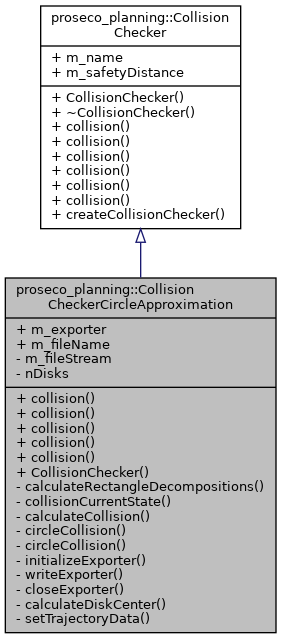 proseco_planning::Collision
Checker
+ m_name
+ m_safetyDistance
+ CollisionChecker()
+ ~CollisionChecker()
+ collision()
+ collision()
+ collision()
+ collision()
+ collision()
+ collision()
+ createCollisionChecker()
proseco_planning::Collision
CheckerCircleApproximation
+ m_exporter
+ m_fileName
- m_fileStream
- nDisks
+ collision()
+ collision()
+ collision()
+ collision()
+ collision()
+ CollisionChecker()
- calculateRectangleDecompositions()
- collisionCurrentState()
- calculateCollision()
- circleCollision()
- circleCollision()
- initializeExporter()
- writeExporter()
- closeExporter()
- calculateDiskCenter()
- setTrajectoryData()